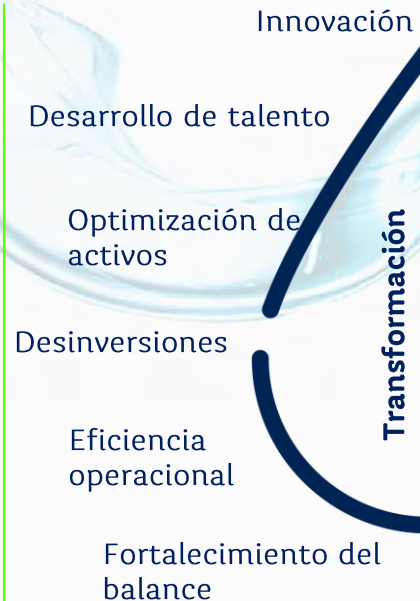 Innovación
Desarrollo de talento
Optimización de
activos
Desinversiones
Eficiencia
operacional
Fortalecimiento del
balance
Transformación